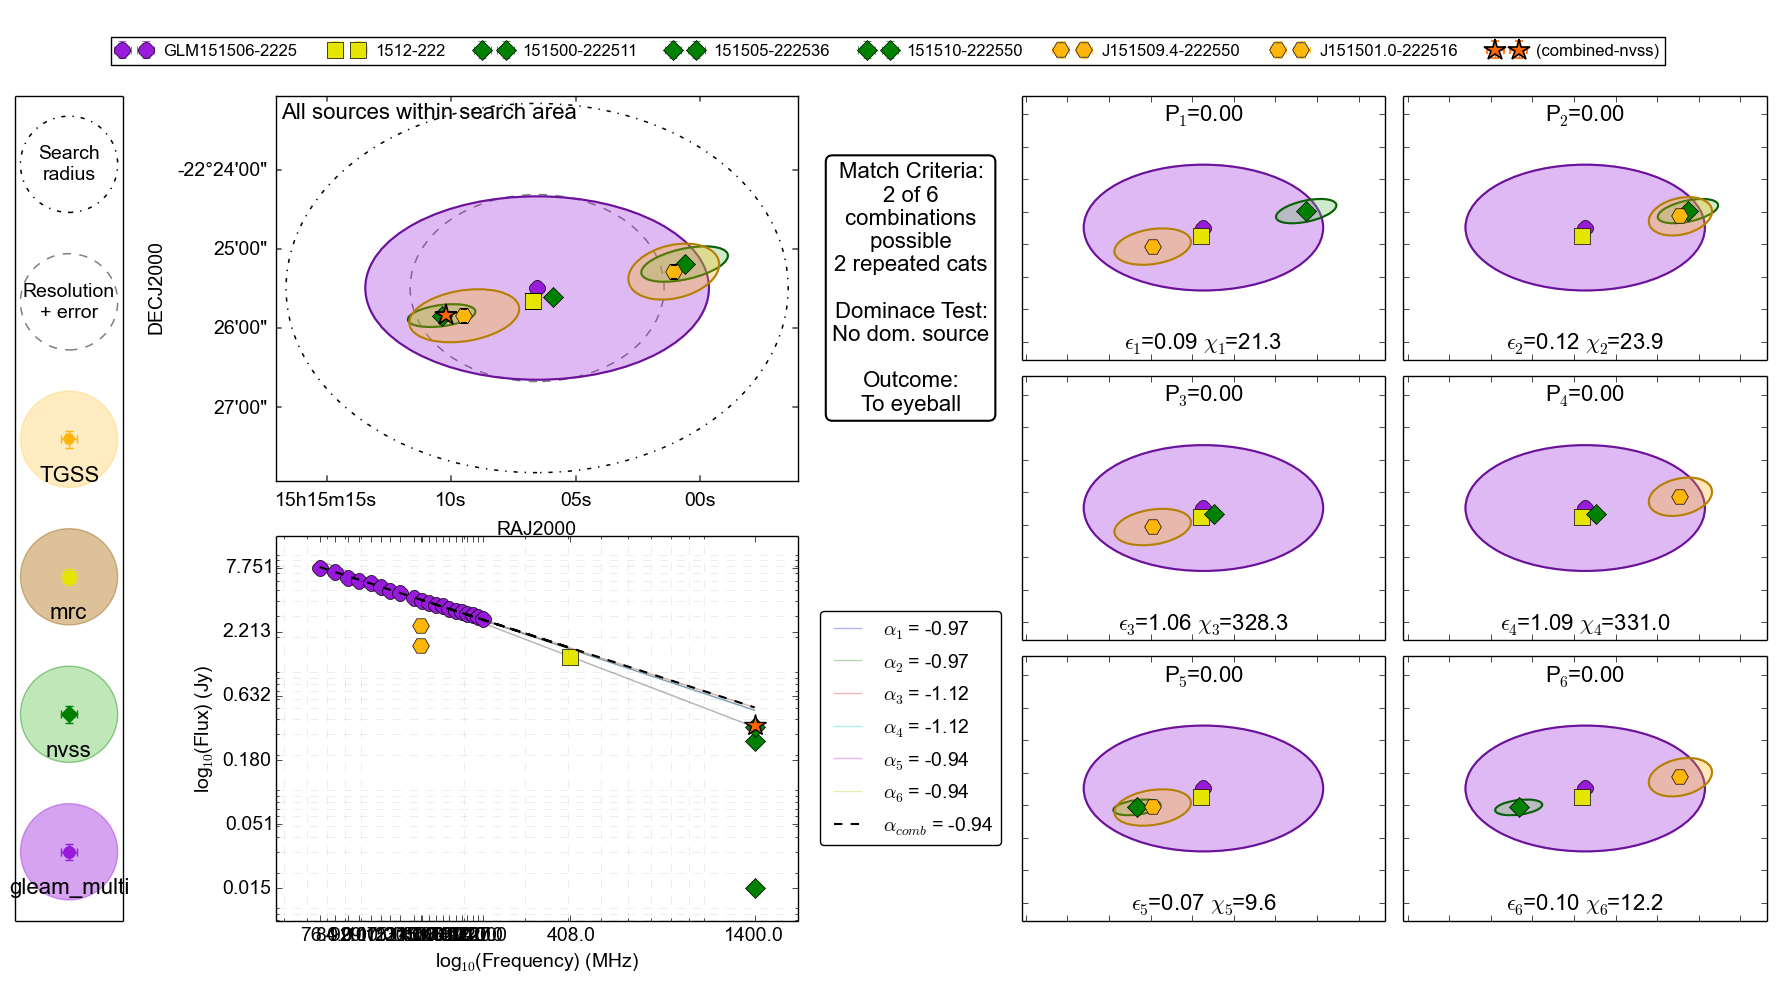 GLM151506-2225 1512-222 151500-222511 151505-222536 151510-222550 J151509.4-222550 J151501.0-222516 (combined-nvss)
Search
radius
Resolution
+ error
TGSS
mrc
nvss
gleam_multi
All sources within search area
-22°24'00"
25'00"
26'00"
27'00"
DECJ2000
15h15m15s 10s 05s 00s
RAJ2000
Match Criteria:
2 of 6
combinations
possible
2 repeated cats
Dominace Test:
No dom. source
Outcome:
To eyeball
7.751
2.213
0.632
0.180
0.051
0.015
log10(Flux) (Jy)
408.0 1400.0
log10(Frequency) (MHz)
α1 = -0.97
α2 = -0.97
α3 = -1.12
α4 = -1.12
α5 = -0.94
α6 = -0.94
αcomb = -0.94
P1=0.00
ϵ1=0.09 χ1=21.3
P2=0.00
ϵ2=0.12 χ2=23.9
P3=0.00
ϵ3=1.06 χ3=328.3
P4=0.00
ϵ4=1.09 χ4=331.0
P5=0.00
ϵ5=0.07 χ5=9.6
P6=0.00
ϵ6=0.10 χ6=12.2